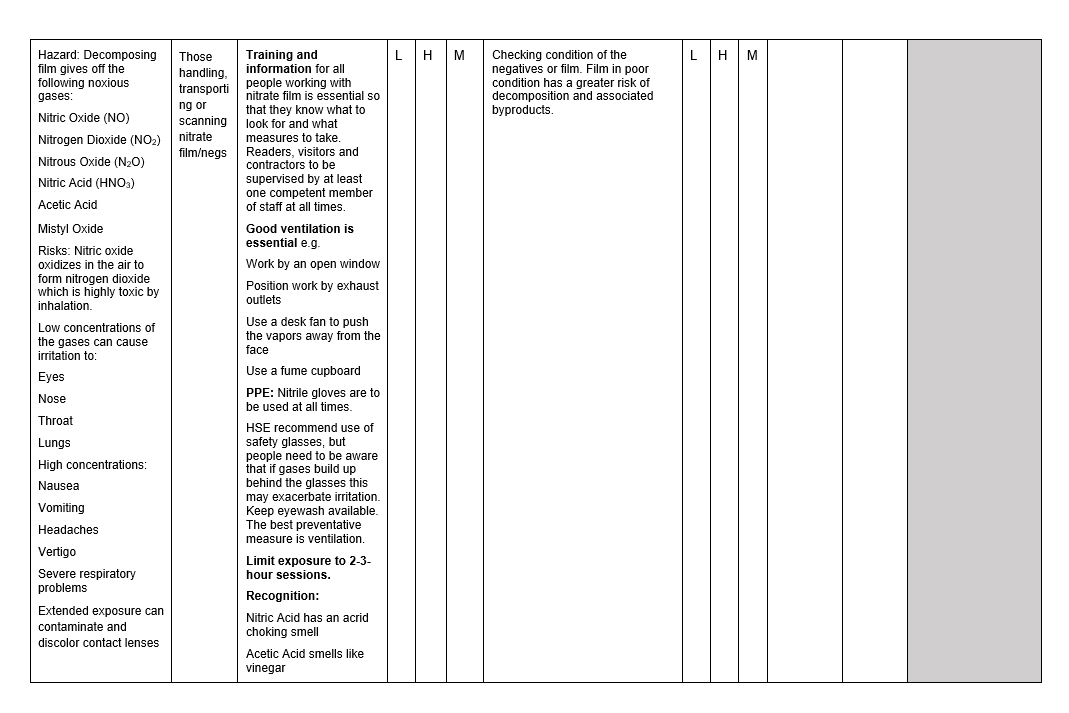 Hazard: Decomposing
film gives off the
following noxious
gases:
Nitric Oxide (NO)
Nitrogen Dioxide (NO₂)
Nitrous Oxide (N₂O)
Nitric Acid (HNO₃)
Acetic Acid
Mistyl Oxide
Risks: Nitric oxide
oxidizes in the air to
form nitrogen dioxide
which is highly toxic by
inhalation.
Low concentrations of
the gases can cause
irritation to:
Eyes
Nose
Throat
Lungs
High concentrations:
Nausea
Vomiting
Headaches
Vertigo
Severe respiratory
problems
Extended exposure can
contaminate and
discolor contact lenses
Those
handling,
transporti
ng or
scanning
nitrate
film/negs
Training and
information for all
people working with
nitrate film is essential so
that they know what to
look for and what
measures to take.
Readers, visitors and
contractors to be
supervised by at least
one competent member
of staff at all times.
Good ventilation is
essential e.g.
Work by an open window
Position work by exhaust
outlets
Use a desk fan to push
the vapors away from the
face
Use a fume cupboard
PPE: Nitrile gloves are to
be used at all times.
HSE recommend use of
safety glasses, but
people need to be aware
that if gases build up
behind the glasses this
may exacerbate irritation.
Keep eyewash available.
The best preventative
measure is ventilation.
Limit exposure to 2-3-
hour sessions.
Recognition:
Nitric Acid has an acrid
choking smell
Acetic Acid smells like
vinegar
L
H
M
Checking condition of the
negatives or film. Film in poor
condition has a greater risk of
decomposition and associated
byproducts.
L
H
M